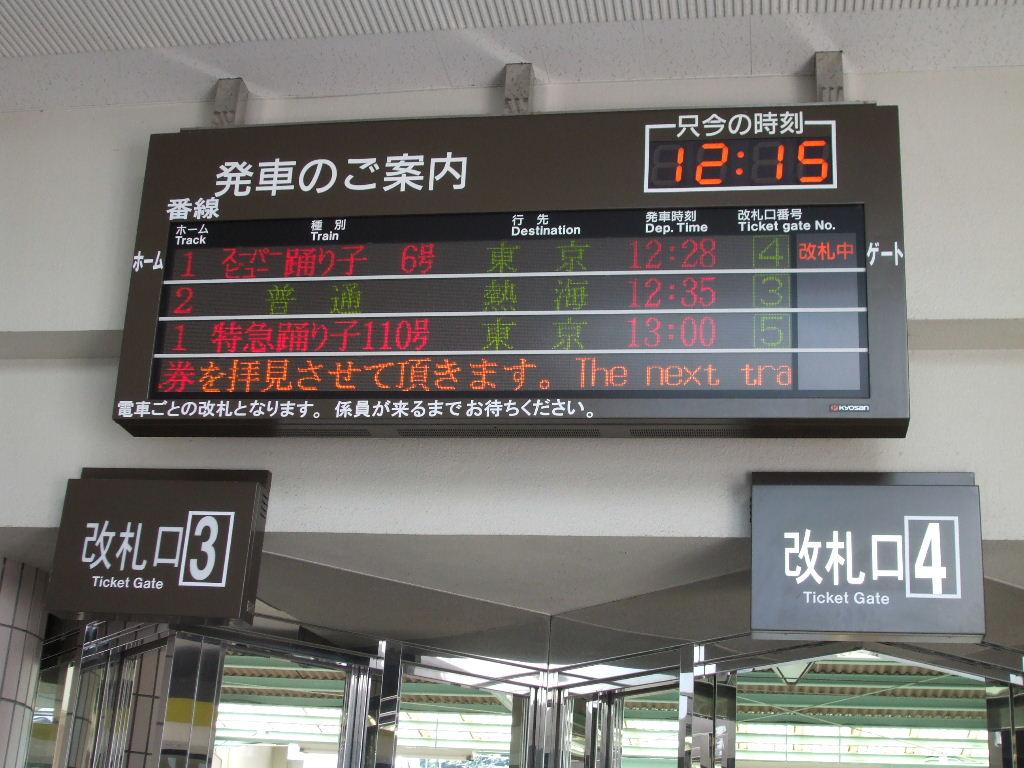 只今の時刻
12:15
発車のご案内
番線
ホーム Track 種別 Train 行先 Destination 発車時刻 Dep. Time 改札口番号 Ticket gate No.
ホーム 1 スーパービュー踊り子 6号 東京 12:28 4 改札中 ゲート
2 普通 熱海 12:35 3
1 特急踊り子110号 東京 13:00 5
券を拝見させて頂きます。The next tra
電車ごとの改札となります。係員が来るまでお待ちください。
KYOSAN
改札口3
Ticket Gate
改札口4
Ticket Gate